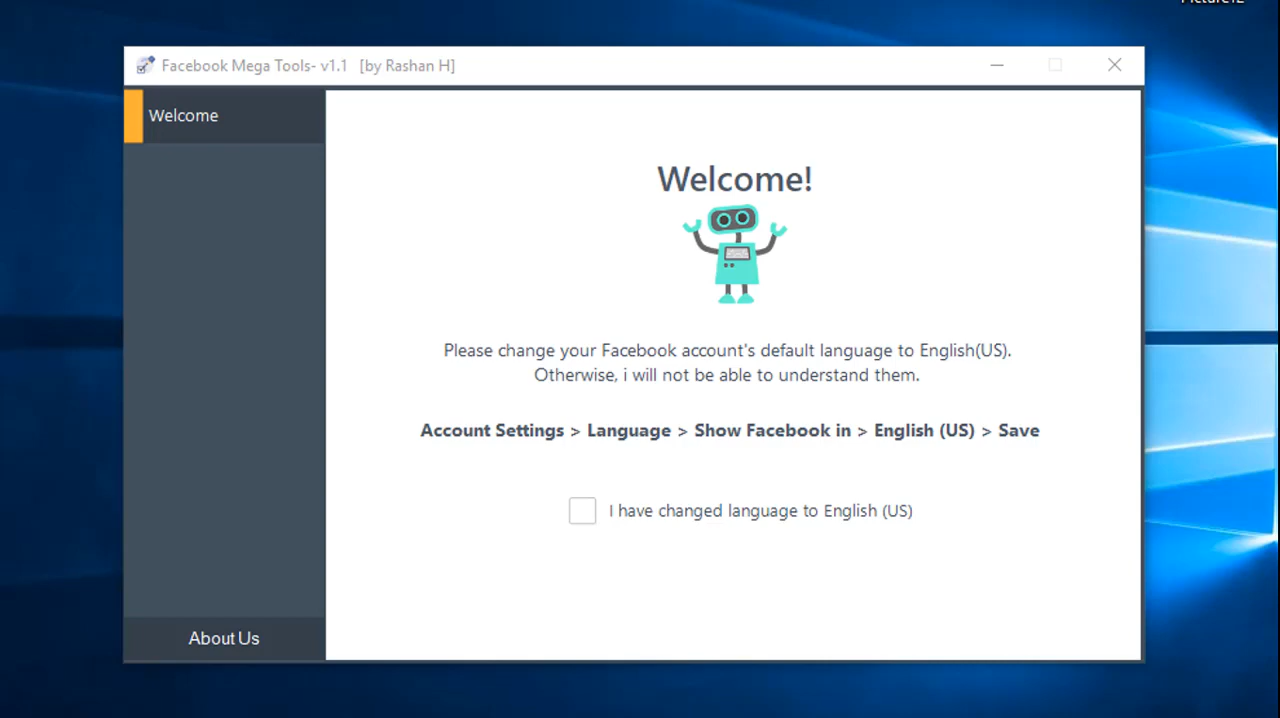 Facebook Mega Tools- v1.1 [by Rashan H]
Welcome
Welcome!
Please change your Facebook account's default language to English(US).
Otherwise, i will not be able to understand them.
Account Settings > Language > Show Facebook in > English (US) > Save
I have changed language to English (US)
About Us